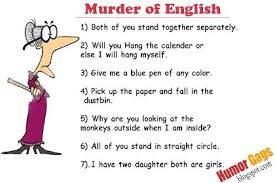 Murder of English
1) Both of you stand together separately.
2) Will you Hang the calender or
else I will hang myself.
3) Give me a blue pen of any color.
4) Pick up the paper and fall in the
dustbin.
5) Why are you looking at the
monkeys outside when I am inside?
6) All of you stand in straight circle.
7). I have two daughter both are girls.
Humor Gags
blogspot.com